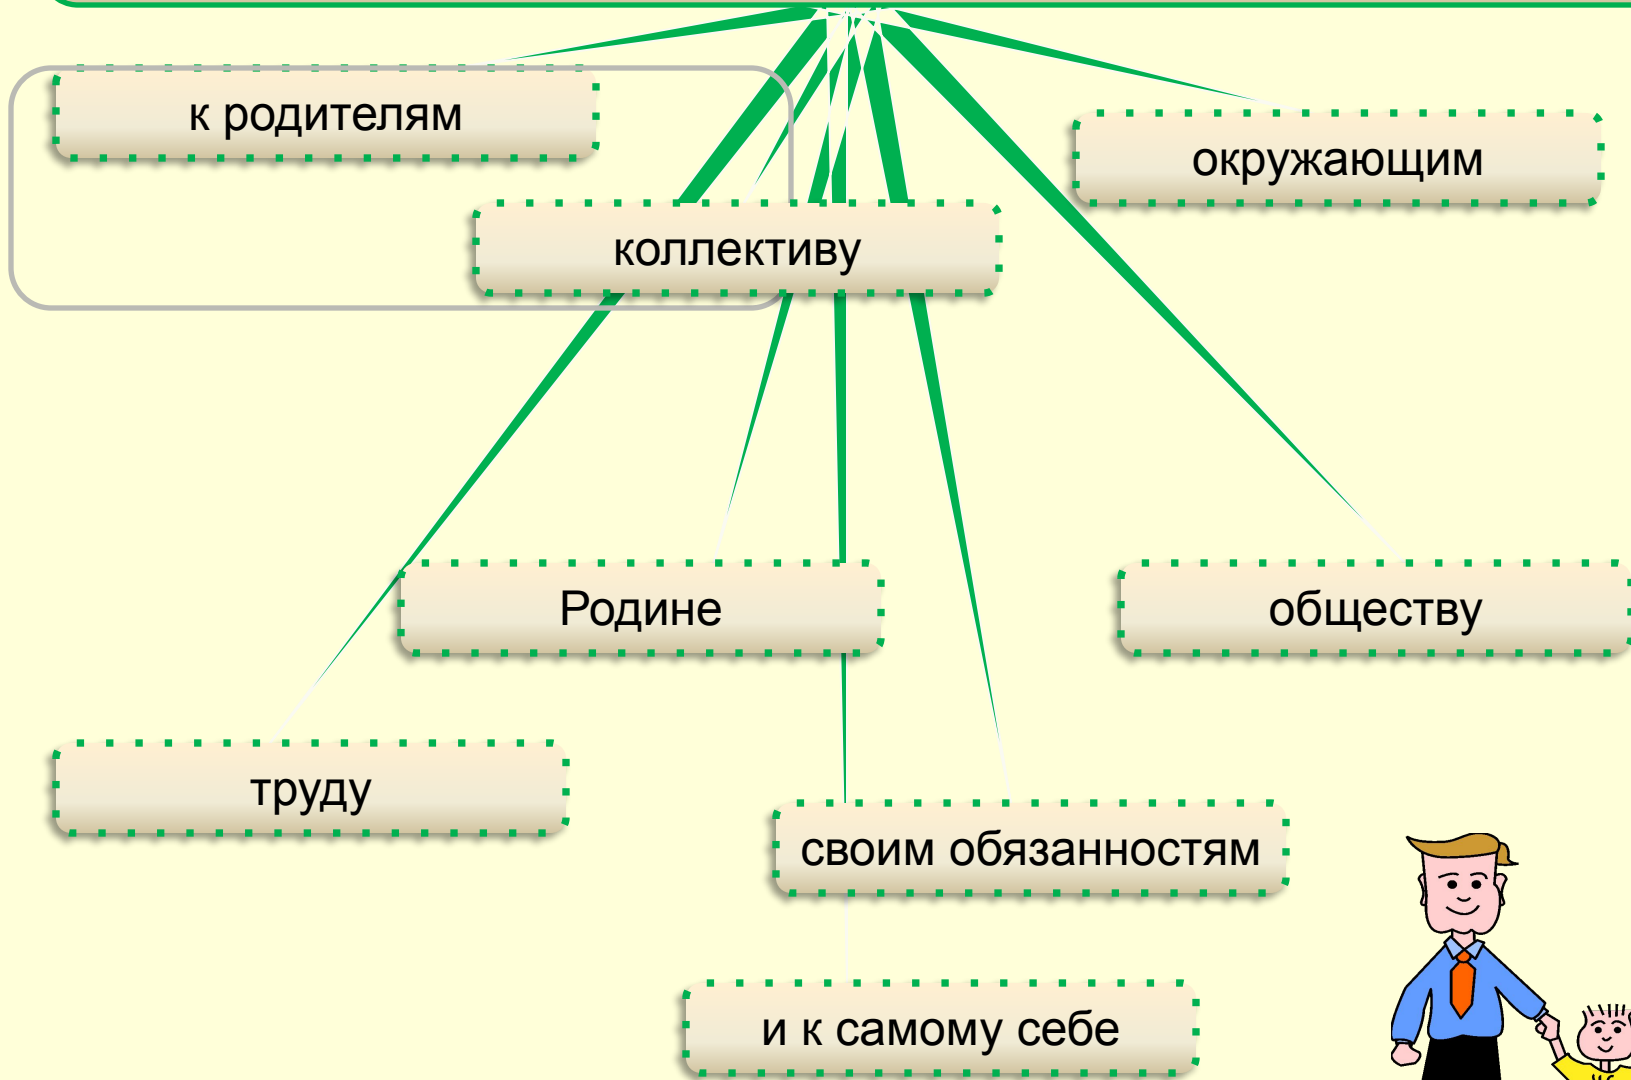 к родителям
окружающим
коллективу
Родине
обществу
труду
своим обязанностям
и к самому себе